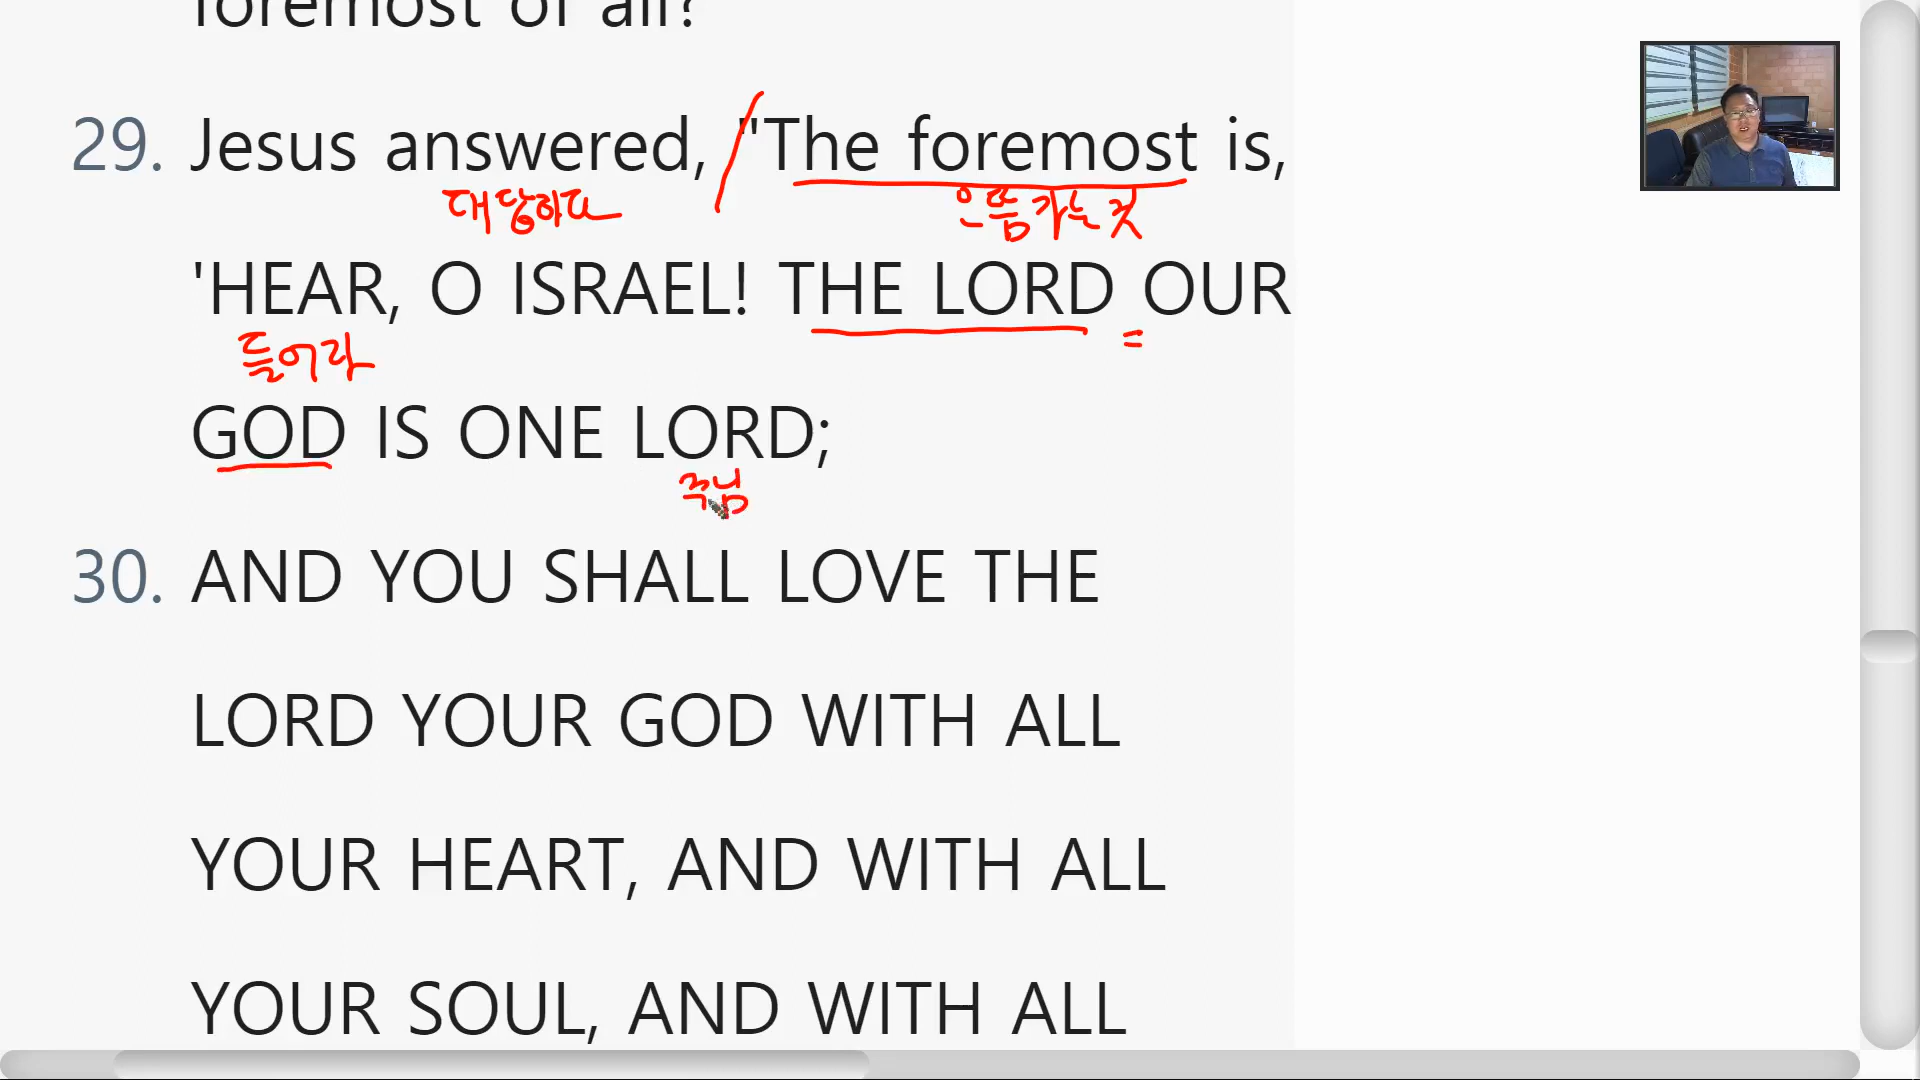 foremost of all?
29. Jesus answered, "The foremost is,
대답하다 으뜸가는 것
'HEAR, O ISRAEL! THE LORD OUR
들어라 =
GOD IS ONE LORD;
주님
30. AND YOU SHALL LOVE THE
LORD YOUR GOD WITH ALL
YOUR HEART, AND WITH ALL
YOUR SOUL, AND WITH ALL